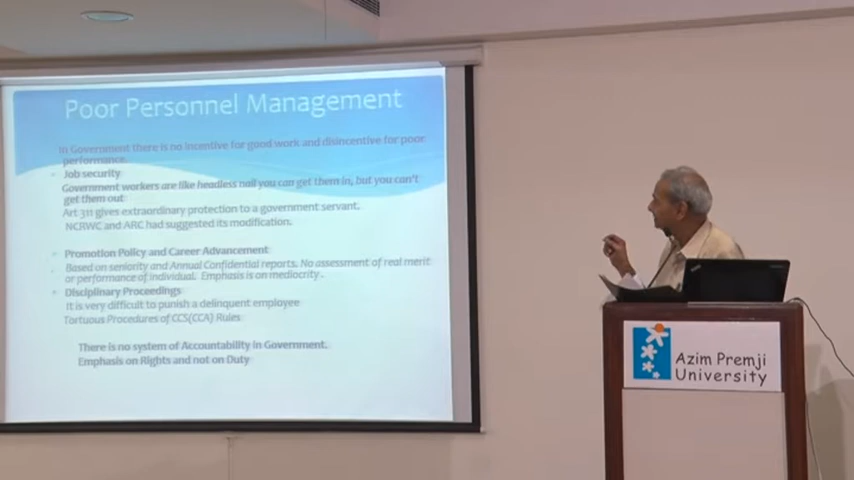 Poor Personnel Management
In Government there is no incentive for good work and disincentive for poor
performance.
Job security
Government workers are like headless nail you can get them in, but you can't
get them out
Art 311 gives extraordinary protection to a government servant.
NCRWC and ARC had suggested its modification.
Promotion Policy and Career Advancement
Based on seniority and Annual Confidential reports. No assessment of real merit
or performance of individual. Emphasis is on mediocrity.
Disciplinary Proceedings
It is very difficult to punish a delinquent employee
Tortuous Procedures of CCS(CCA) Rules
There is no system of Accountability in Government.
Emphasis on Rights and not on Duty
Azim Premji
University